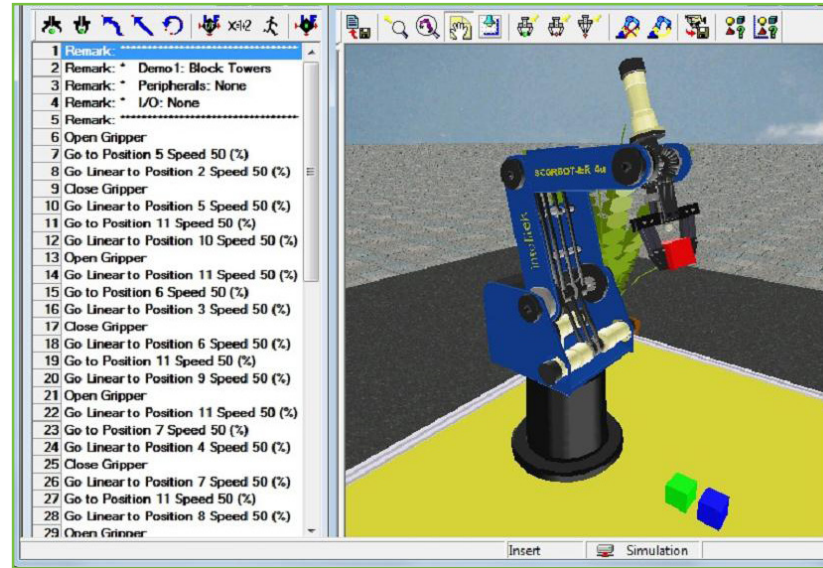 1 Remark: ************************************
2 Remark: * Demo1: Block Towers
3 Remark: * Peripherals: None
4 Remark: * I/O: None
5 Remark: ************************************
6 Open Gripper
7 Go to Position 5 Speed 50 (%)
8 Go Linear to Position 2 Speed 50 (%)
9 Close Gripper
10 Go Linear to Position 5 Speed 50 (%)
11 Go to Position 11 Speed 50 (%)
12 Go Linear to Position 10 Speed 50 (%)
13 Open Gripper
14 Go Linear to Position 11 Speed 50 (%)
15 Go to Position 6 Speed 50 (%)
16 Go Linear to Position 3 Speed 50 (%)
17 Close Gripper
18 Go Linear to Position 6 Speed 50 (%)
19 Go to Position 11 Speed 50 (%)
20 Go Linear to Position 9 Speed 50 (%)
21 Open Gripper
22 Go Linear to Position 11 Speed 50 (%)
23 Go to Position 7 Speed 50 (%)
24 Go Linear to Position 4 Speed 50 (%)
25 Close Gripper
26 Go Linear to Position 7 Speed 50 (%)
27 Go to Position 11 Speed 50 (%)
28 Go Linear to Position 8 Speed 50 (%)
29 Open Gripper
SCORBOT-ER 4u
intelitek
Insert
Simulation